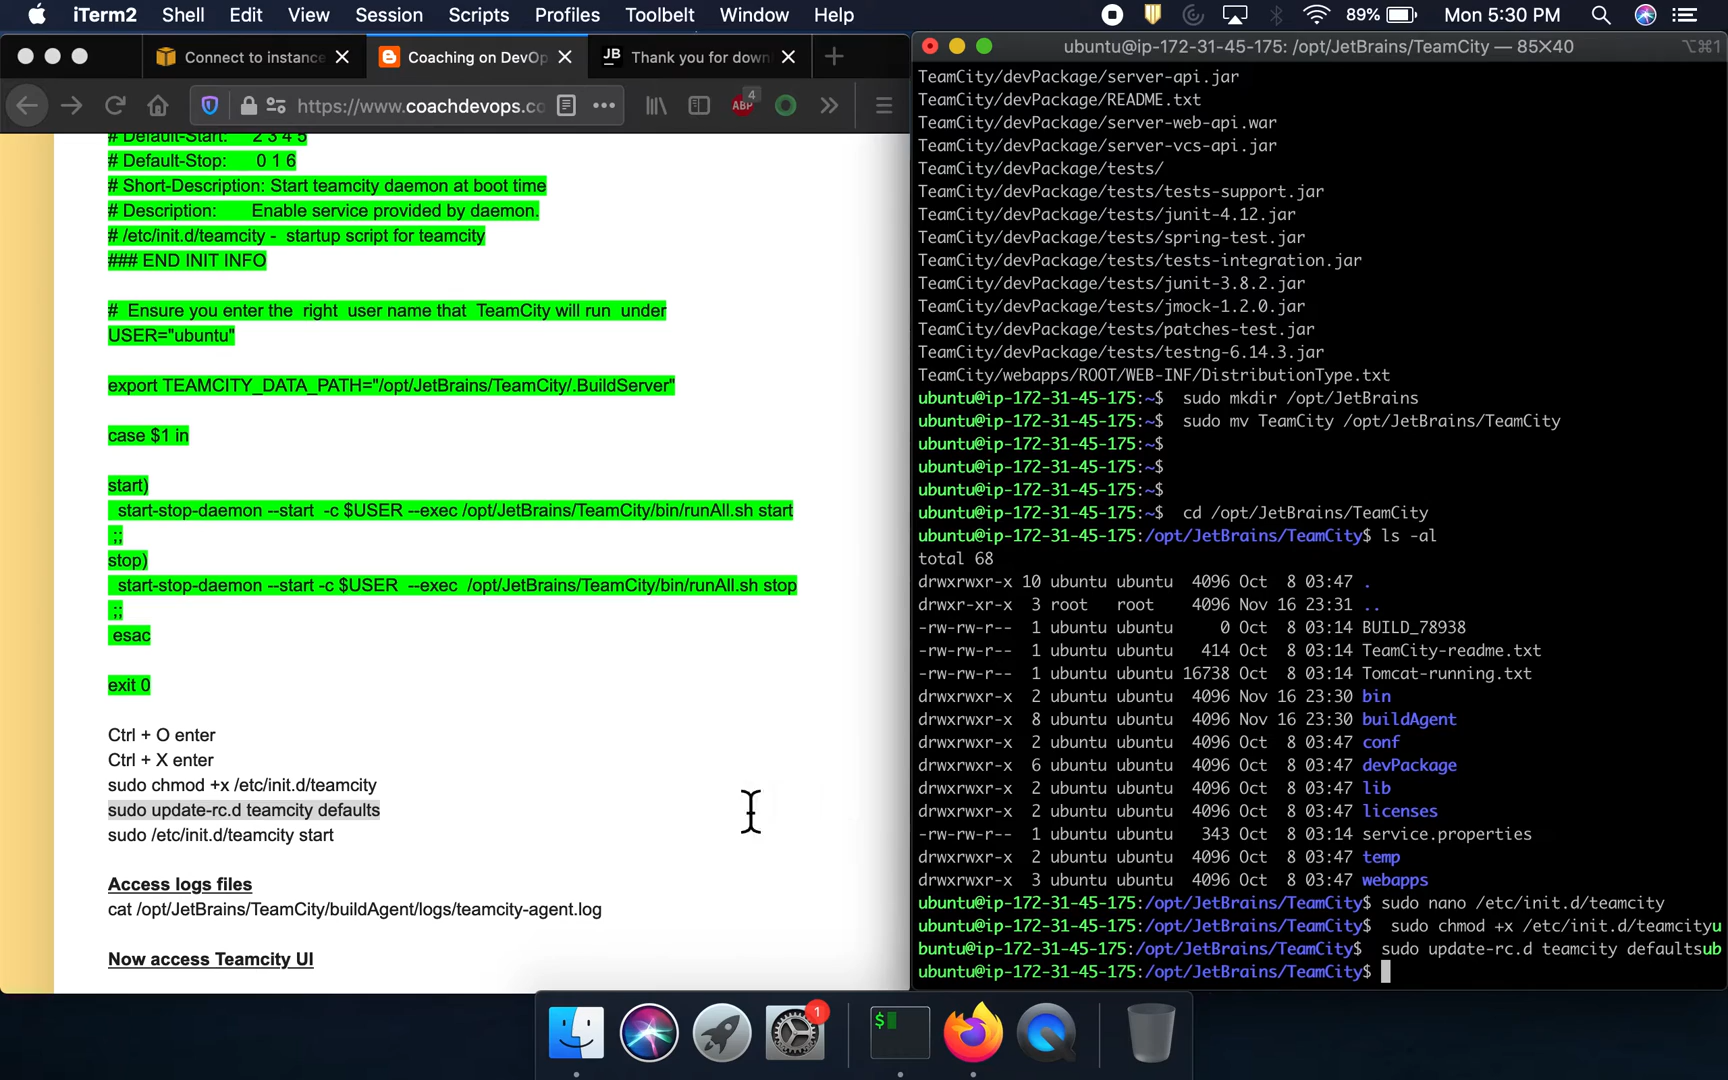 iTerm2 Shell Edit View Session Scripts Profiles Toolbelt Window Help 89% Mon 5:30 PM
Connect to instance
Coaching on DevOp
JB Thank you for down
https://www.coachdevops.co
ABP 4
# Default-Start: 2 3 4 5
# Default-Stop: 0 1 6
# Short-Description: Start teamcity daemon at boot time
# Description: Enable service provided by daemon.
# /etc/init.d/teamcity - startup script for teamcity
### END INIT INFO
# Ensure you enter the right user name that TeamCity will run under
USER="ubuntu"
export TEAMCITY_DATA_PATH="/opt/JetBrains/TeamCity/.BuildServer"
case $1 in
start)
start-stop-daemon --start -c $USER --exec /opt/JetBrains/TeamCity/bin/runAll.sh start
;;
stop)
start-stop-daemon --start -c $USER --exec /opt/JetBrains/TeamCity/bin/runAll.sh stop
;;
esac
exit 0
Ctrl + O enter
Ctrl + X enter
sudo chmod +x /etc/init.d/teamcity
sudo update-rc.d teamcity defaults
sudo /etc/init.d/teamcity start
Access logs files
cat /opt/JetBrains/TeamCity/buildAgent/logs/teamcity-agent.log
Now access Teamcity UI
ubuntu@ip-172-31-45-175: /opt/JetBrains/TeamCity — 85×40 ⌥⌘1
TeamCity/devPackage/server-api.jar
TeamCity/devPackage/README.txt
TeamCity/devPackage/server-web-api.war
TeamCity/devPackage/server-vcs-api.jar
TeamCity/devPackage/tests/
TeamCity/devPackage/tests/tests-support.jar
TeamCity/devPackage/tests/junit-4.12.jar
TeamCity/devPackage/tests/spring-test.jar
TeamCity/devPackage/tests/tests-integration.jar
TeamCity/devPackage/tests/junit-3.8.2.jar
TeamCity/devPackage/tests/jmock-1.2.0.jar
TeamCity/devPackage/tests/patches-test.jar
TeamCity/devPackage/tests/testng-6.14.3.jar
TeamCity/webapps/ROOT/WEB-INF/DistributionType.txt
ubuntu@ip-172-31-45-175:~$ sudo mkdir /opt/JetBrains
ubuntu@ip-172-31-45-175:~$ sudo mv TeamCity /opt/JetBrains/TeamCity
ubuntu@ip-172-31-45-175:~$
ubuntu@ip-172-31-45-175:~$
ubuntu@ip-172-31-45-175:~$
ubuntu@ip-172-31-45-175:~$ cd /opt/JetBrains/TeamCity
ubuntu@ip-172-31-45-175:/opt/JetBrains/TeamCity$ ls -al
total 68
drwxrwxr-x 10 ubuntu ubuntu 4096 Oct 8 03:47 .
drwxr-xr-x 3 root root 4096 Nov 16 23:31 ..
-rw-rw-r-- 1 ubuntu ubuntu 0 Oct 8 03:14 BUILD_78938
-rw-rw-r-- 1 ubuntu ubuntu 414 Oct 8 03:14 TeamCity-readme.txt
-rw-rw-r-- 1 ubuntu ubuntu 16738 Oct 8 03:14 Tomcat-running.txt
drwxrwxr-x 2 ubuntu ubuntu 4096 Nov 16 23:30 bin
drwxrwxr-x 8 ubuntu ubuntu 4096 Nov 16 23:30 buildAgent
drwxrwxr-x 2 ubuntu ubuntu 4096 Oct 8 03:47 conf
drwxrwxr-x 6 ubuntu ubuntu 4096 Oct 8 03:47 devPackage
drwxrwxr-x 2 ubuntu ubuntu 4096 Oct 8 03:47 lib
drwxrwxr-x 2 ubuntu ubuntu 4096 Oct 8 03:47 licenses
-rw-rw-r-- 1 ubuntu ubuntu 343 Oct 8 03:14 service.properties
drwxrwxr-x 2 ubuntu ubuntu 4096 Oct 8 03:47 temp
drwxrwxr-x 3 ubuntu ubuntu 4096 Oct 8 03:47 webapps
ubuntu@ip-172-31-45-175:/opt/JetBrains/TeamCity$ sudo nano /etc/init.d/teamcity
ubuntu@ip-172-31-45-175:/opt/JetBrains/TeamCity$ sudo chmod +x /etc/init.d/teamcityu
buntu@ip-172-31-45-175:/opt/JetBrains/TeamCity$ sudo update-rc.d teamcity defaultsub
ubuntu@ip-172-31-45-175:/opt/JetBrains/TeamCity$
1
$